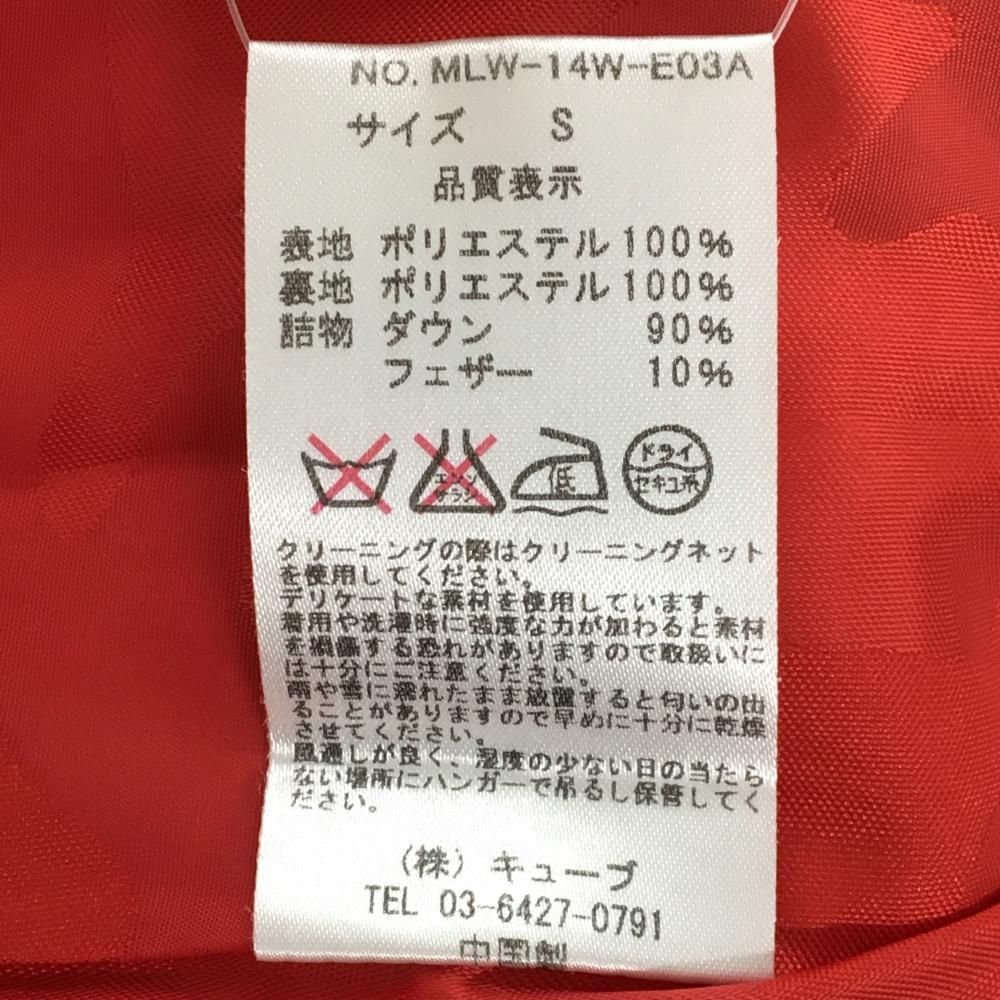 NO. MLW-14W-E03A
サイズ S
品質表示
表地 ポリエステル 100%
裏地 ポリエステル 100%
詰物 ダウン 90%
フェザー 10%
エンソ
サラシ
低
ドライ
セキユ系
クリーニングの際はクリーニングネット
を使用してください。
デリケートな素材を使用しています。
着用や洗濯時に強度な力が加わると素材
を損傷する恐れがありますので取扱いに
は十分にご注意ください。
雨や雪に濡れたまま放置すると匂いの出
ることがありますので早めに十分に乾燥
させてください。
風通しが良く、湿度の少ない日の当たら
ない場所にハンガーで吊るし保管してく
ださい。
(株) キューブ
TEL 03-6427-0791
中国製